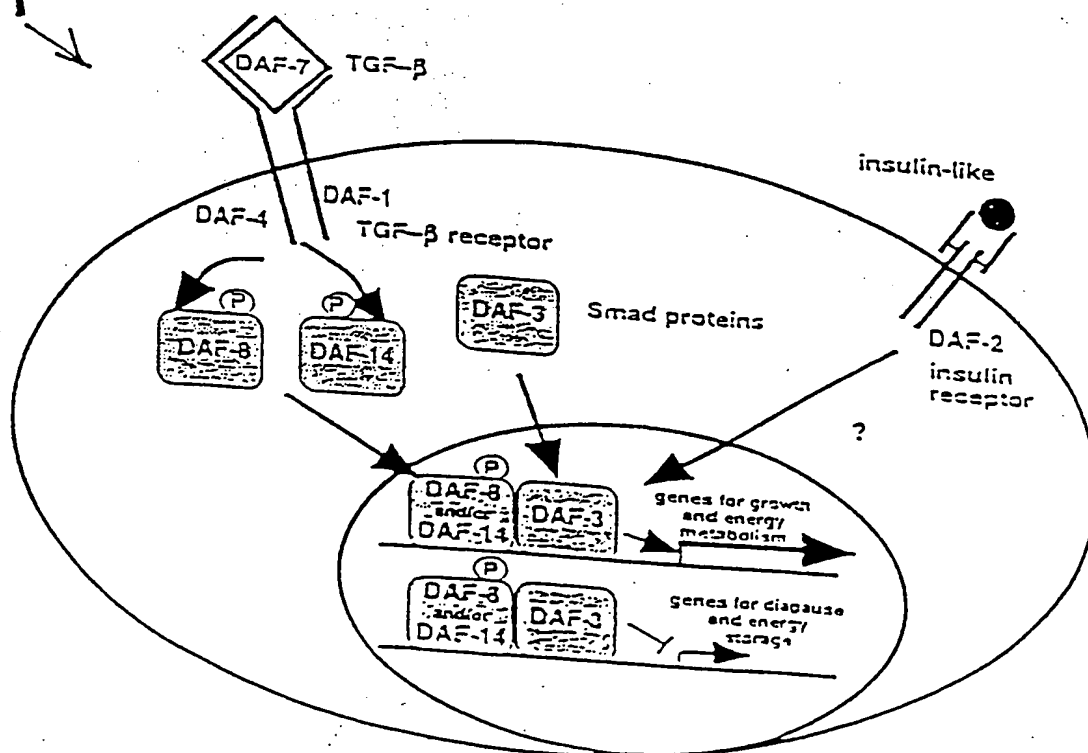 DAF-7
TGF-β
DAF-4
DAF-1
TGF-β receptor
insulin-like
P
P
DAF-8
DAF-14
DAF-3
Smad proteins
DAF-2
insulin
receptor
?
P
DAF-8
and/or
DAF-14
DAF-3
genes for growth
and energy
metabolism
P
DAF-8
and/or
DAF-14
DAF-3
genes for diapause
and energy
storage